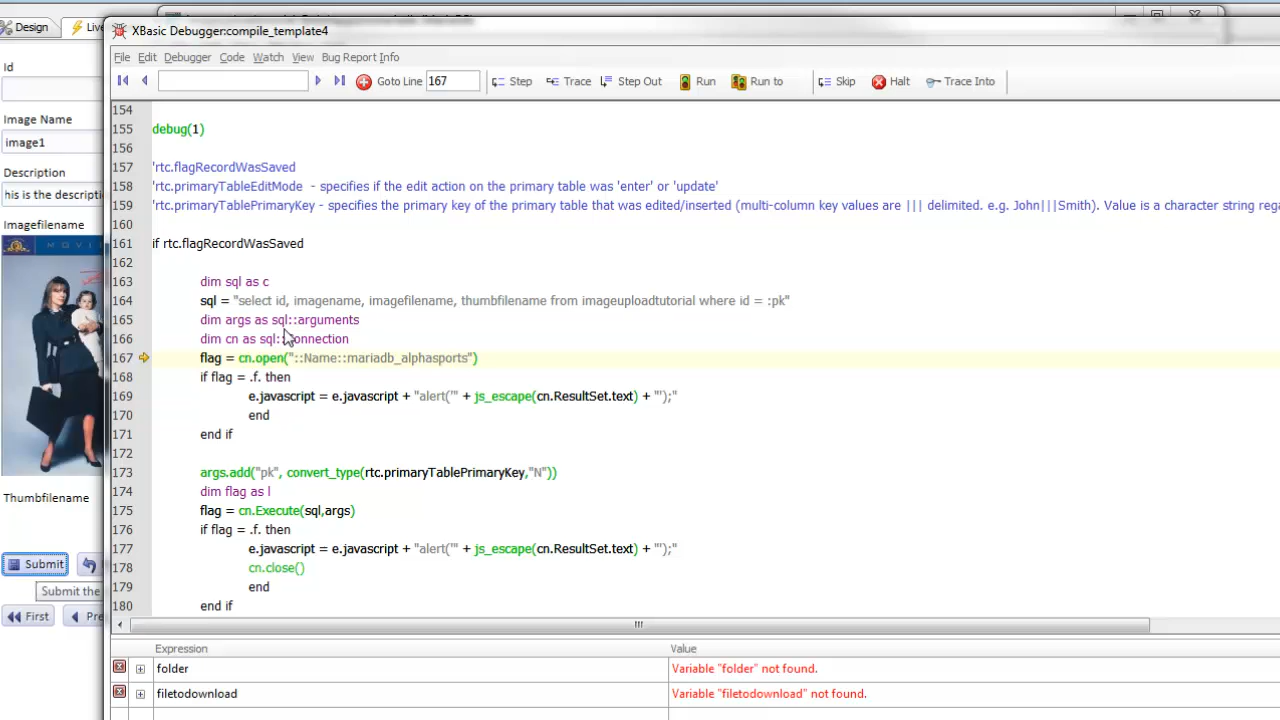 Design
Live
XBasic Debugger:compile_template4
File Edit Debugger Code Watch View Bug Report Info
Goto Line 167 Step Trace Step Out Run Run to Skip Halt Trace Into
Id
Image Name
image1
Description
his is the descripti
Imagefilename
MOVI
Thumbfilename
Submit
Submit the
First Pre
154
155 debug(1)
156
157 'rtc.flagRecordWasSaved
158 'rtc.primaryTableEditMode - specifies if the edit action on the primary table was 'enter' or 'update'
159 'rtc.primaryTablePrimaryKey - specifies the primary key of the primary table that was edited/inserted (multi-column key values are ||| delimited. e.g. John|||Smith). Value is a character string rega
160
161 if rtc.flagRecordWasSaved
162
163 dim sql as c
164 sql = "select id, imagename, imagefilename, thumbfilename from imageuploadtutorial where id = :pk"
165 dim args as sql::arguments
166 dim cn as sql::connection
167 flag = cn.open("::Name::mariadb_alphasports")
168 if flag = .f. then
169 e.javascript = e.javascript + "alert('" + js_escape(cn.ResultSet.text) + "');"
170 end
171 end if
172
173 args.add("pk", convert_type(rtc.primaryTablePrimaryKey,"N"))
174 dim flag as l
175 flag = cn.Execute(sql,args)
176 if flag = .f. then
177 e.javascript = e.javascript + "alert('" + js_escape(cn.ResultSet.text) + "');"
178 cn.close()
179 end
180 end if
Expression Value
folder Variable "folder" not found.
filetodownload Variable "filetodownload" not found.